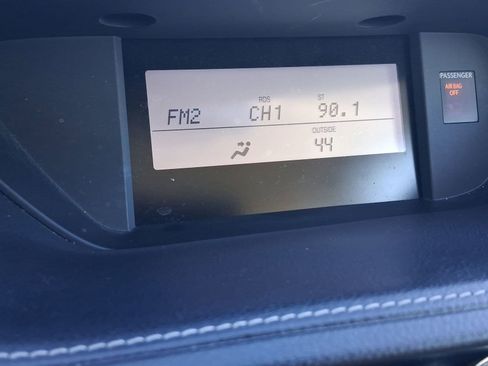 PASSENGER
AIR BAG
OFF
RDS ST
FM2 CH1 90.1
OUTSIDE
44